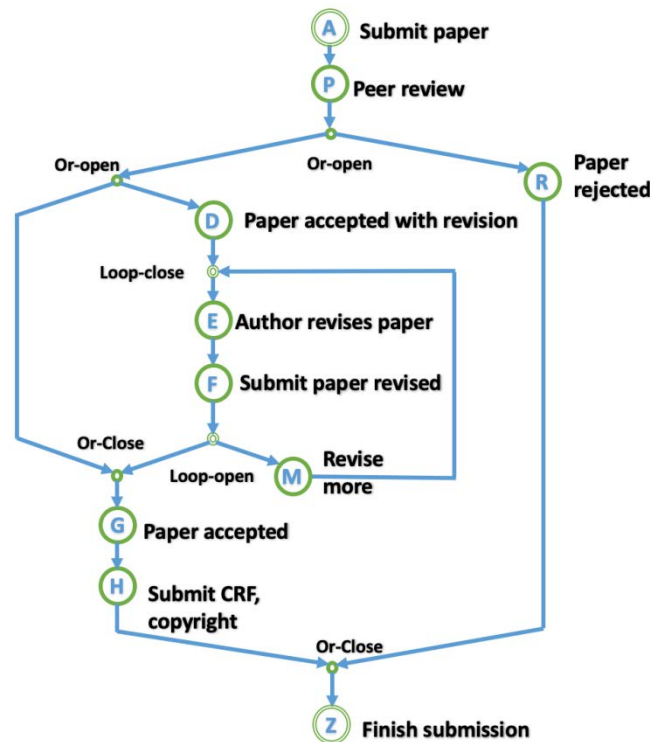 A Submit paper
P Peer review
Or-open
Or-open
R Paper
rejected
D Paper accepted with revision
Loop-close
E Author revises paper
F Submit paper revised
Or-Close
Loop-open
M Revise
more
G Paper accepted
H Submit CRF,
copyright
Or-Close
Z Finish submission